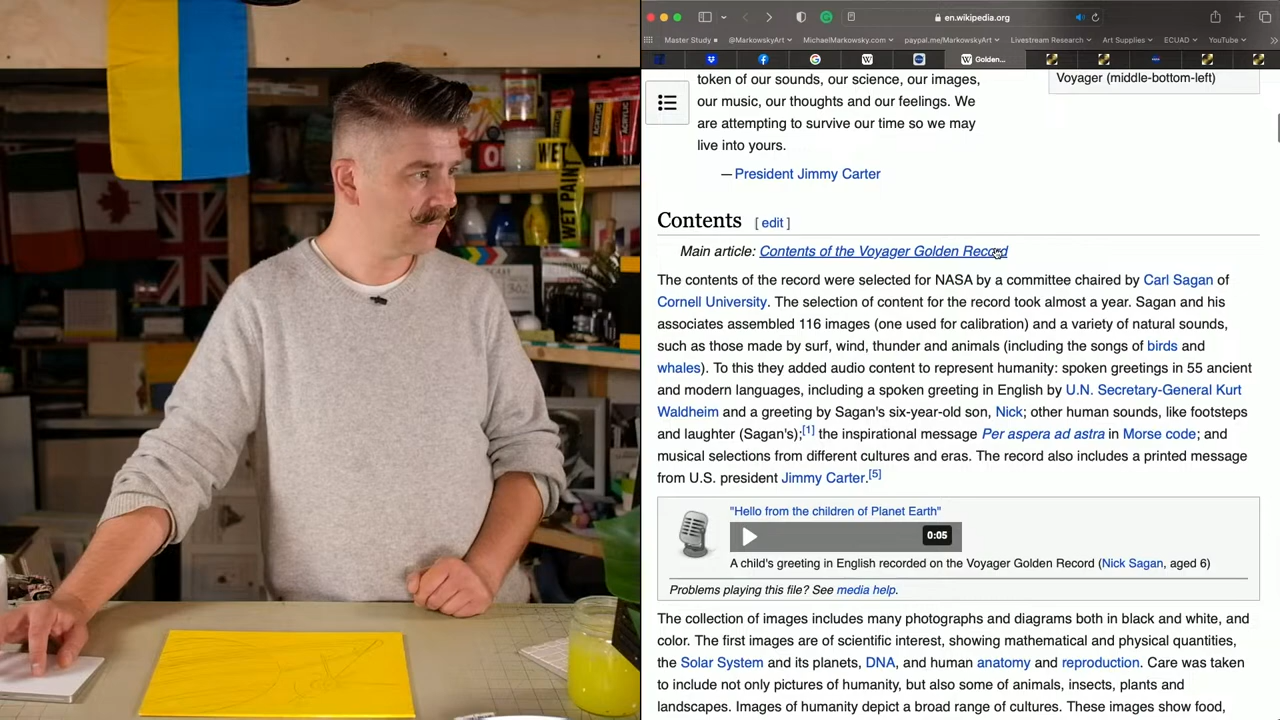 en.wikipedia.org
Master Study
@MarkowskyArt
MichaelMarkowsky.com
paypal.me/MarkowskyArt
Livestream Research
Art Supplies
ECUAD
YouTube
Golden...
token of our sounds, our science, our images,
our music, our thoughts and our feelings. We
are attempting to survive our time so we may
live into yours.
— President Jimmy Carter
Voyager (middle-bottom-left)
Contents [ edit ]
Main article: Contents of the Voyager Golden Record
The contents of the record were selected for NASA by a committee chaired by Carl Sagan of
Cornell University. The selection of content for the record took almost a year. Sagan and his
associates assembled 116 images (one used for calibration) and a variety of natural sounds,
such as those made by surf, wind, thunder and animals (including the songs of birds and
whales). To this they added audio content to represent humanity: spoken greetings in 55 ancient
and modern languages, including a spoken greeting in English by U.N. Secretary-General Kurt
Waldheim and a greeting by Sagan's six-year-old son, Nick; other human sounds, like footsteps
and laughter (Sagan's);[1] the inspirational message Per aspera ad astra in Morse code; and
musical selections from different cultures and eras. The record also includes a printed message
from U.S. president Jimmy Carter.[5]
"Hello from the children of Planet Earth"
0:05
A child's greeting in English recorded on the Voyager Golden Record (Nick Sagan, aged 6)
Problems playing this file? See media help.
The collection of images includes many photographs and diagrams both in black and white, and
color. The first images are of scientific interest, showing mathematical and physical quantities,
the Solar System and its planets, DNA, and human anatomy and reproduction. Care was taken
to include not only pictures of humanity, but also some of animals, insects, plants and
landscapes. Images of humanity depict a broad range of cultures. These images show food,
WET
WET PAINT